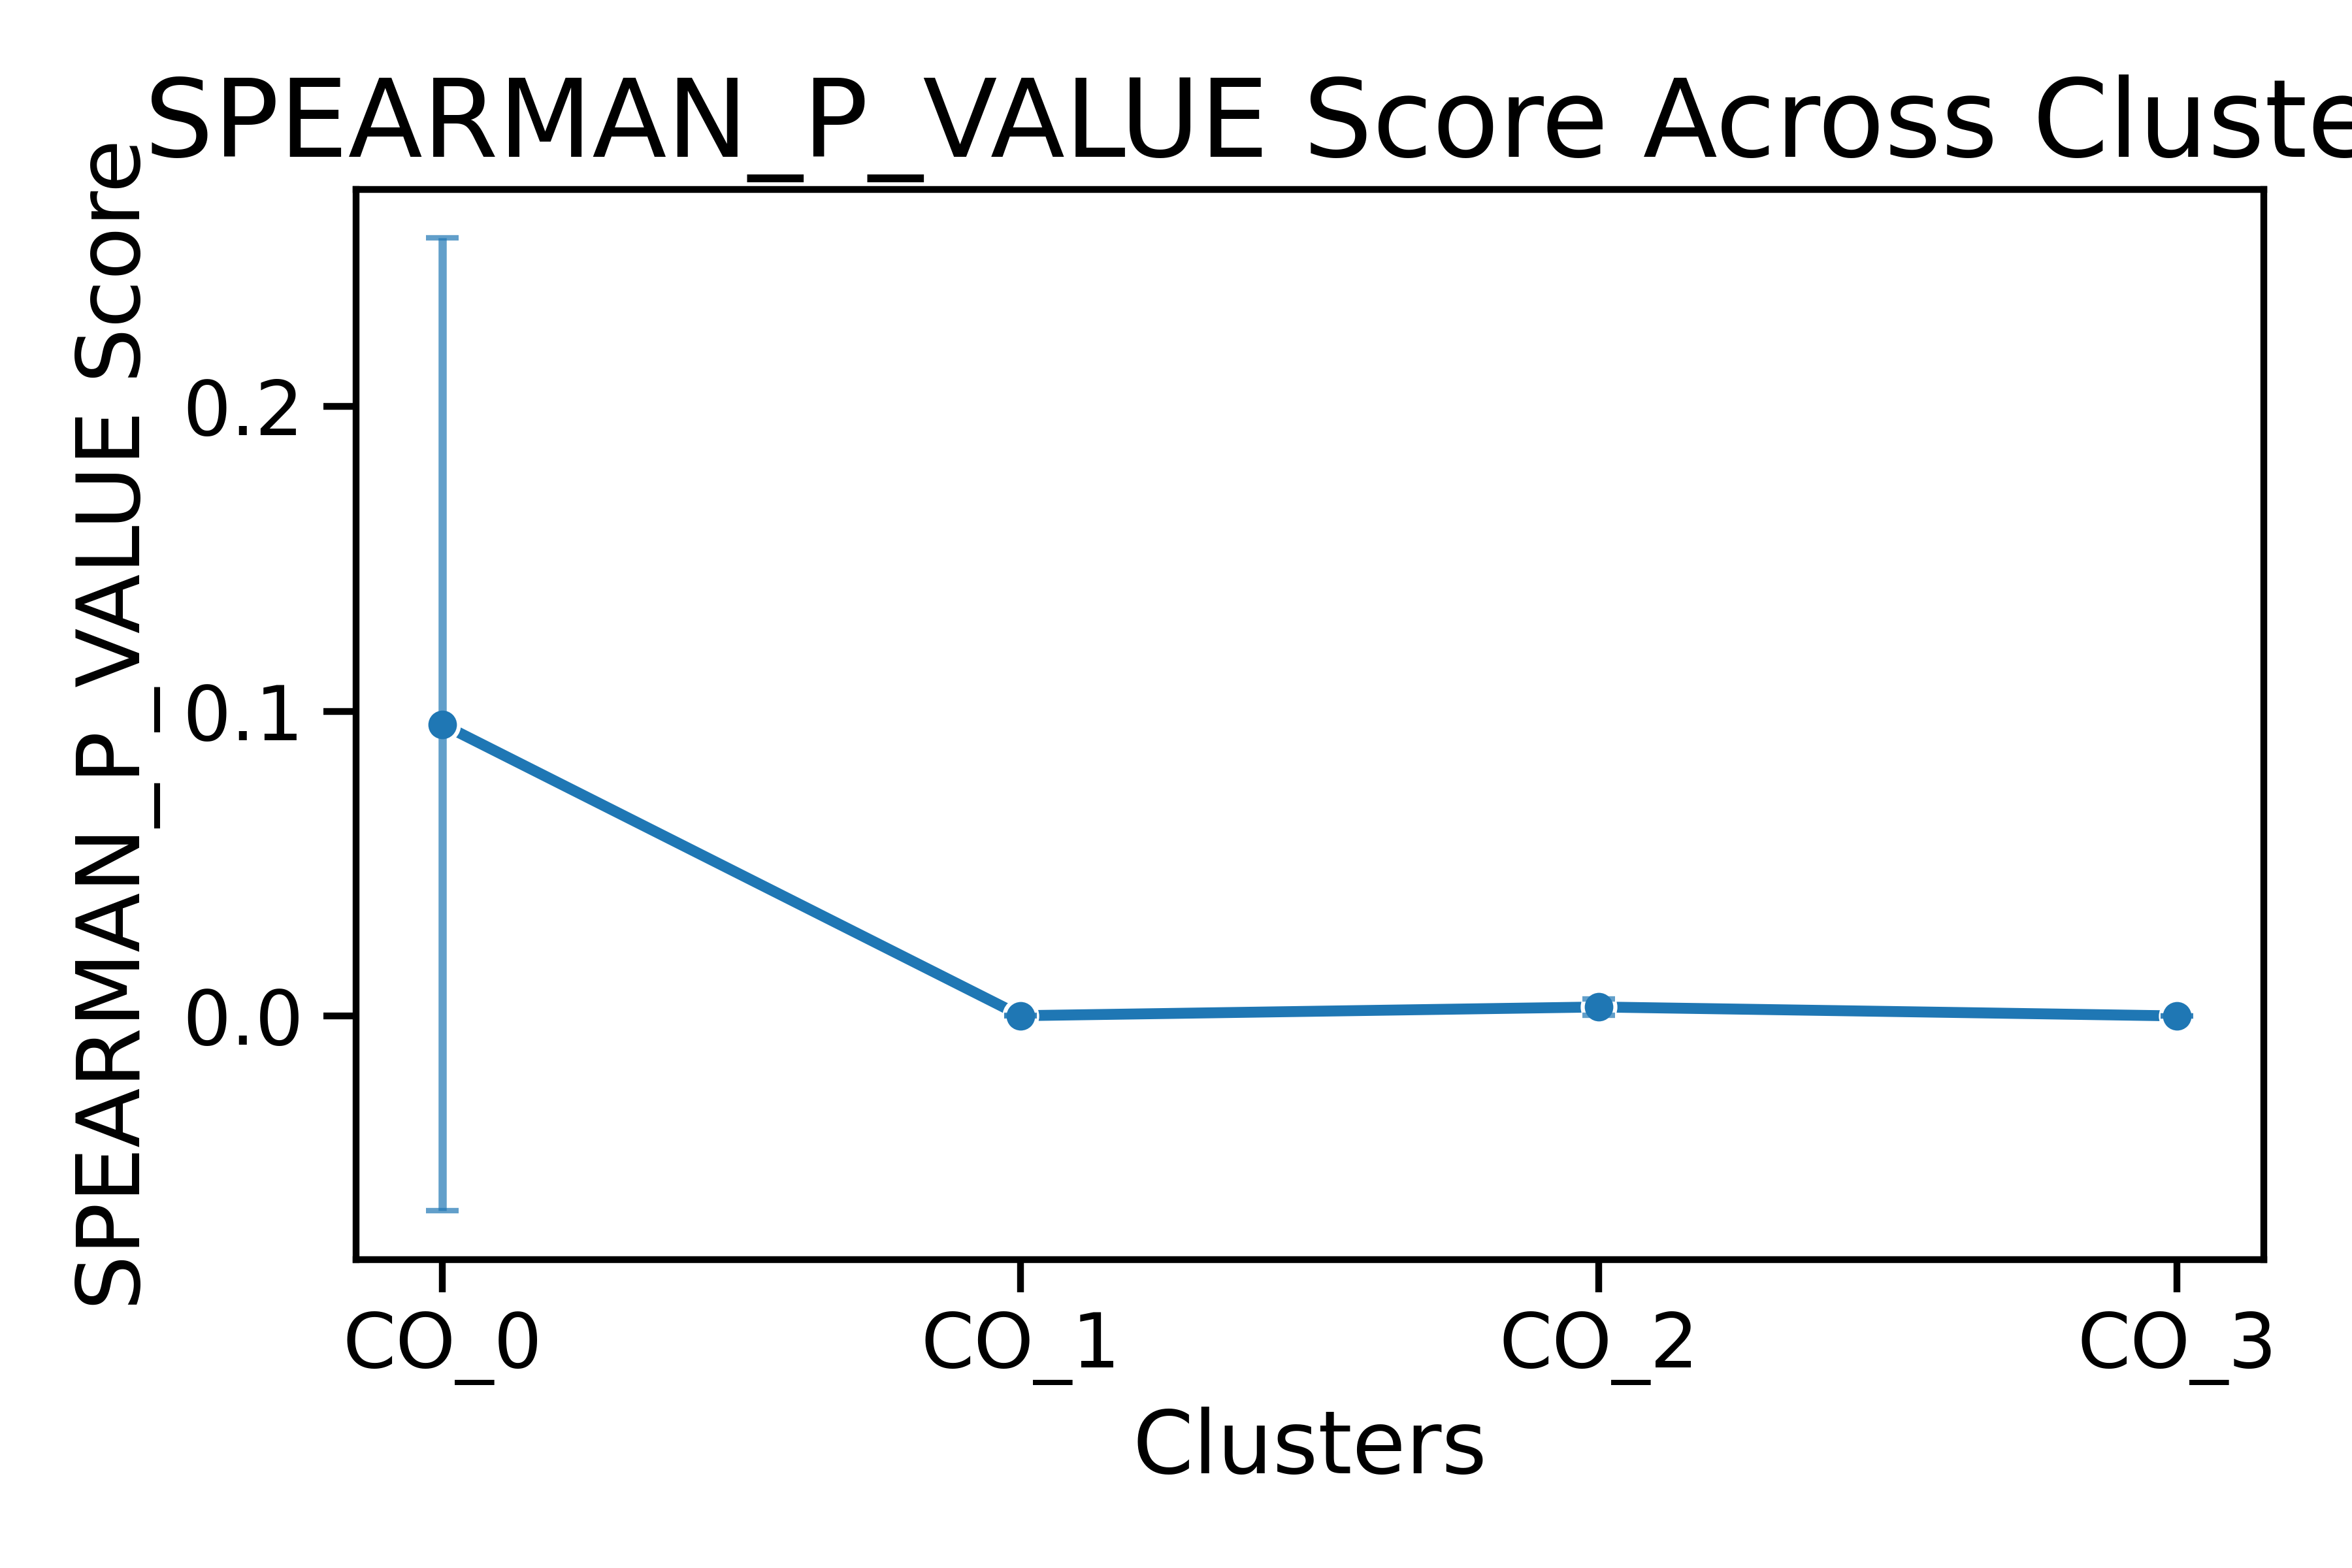 SPEARMAN_P_VALUE Score Across Cluste
SPEARMAN_P_VALUE Score
0.2
0.1
0.0
CO_0 CO_1 CO_2 CO_3
Clusters